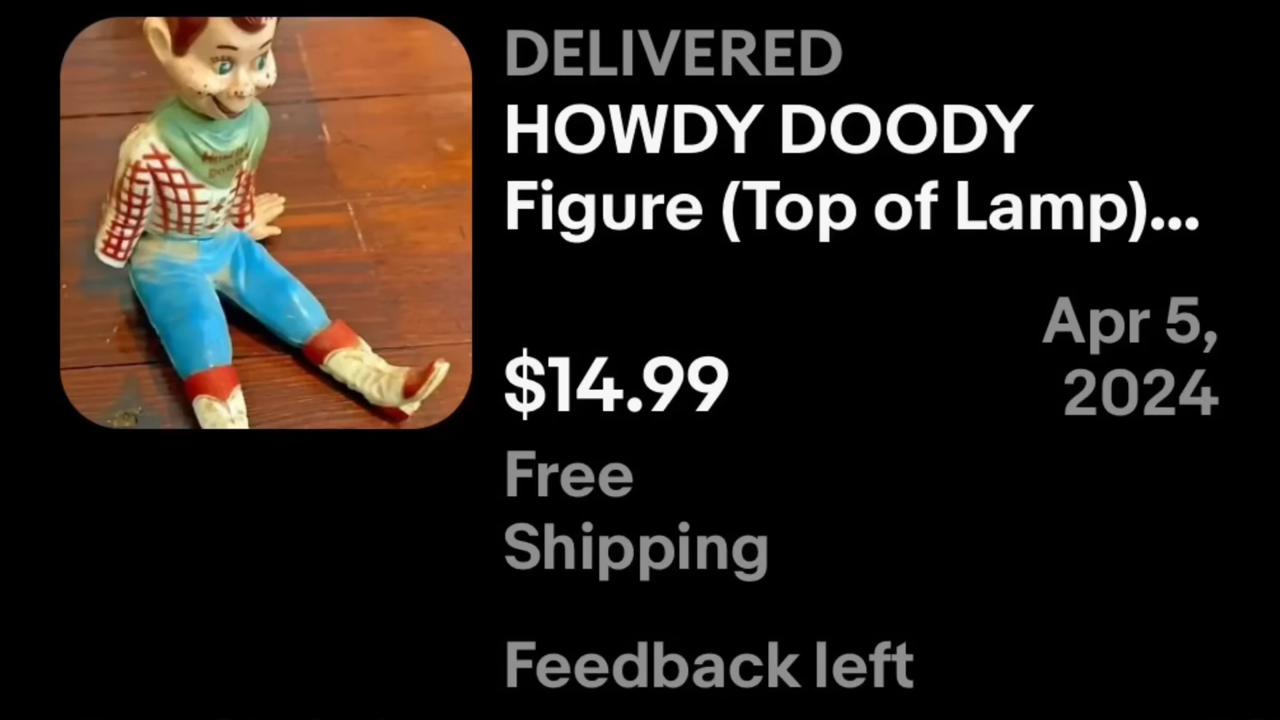 DELIVERED
HOWDY DOODY
Figure (Top of Lamp)...
Apr 5,
2024
$14.99
Free
Shipping
Feedback left